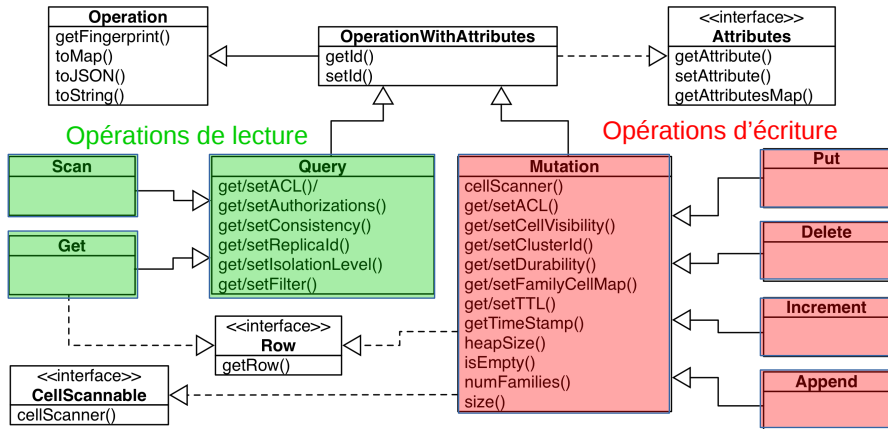 Operation
getFingerprint()
toMap()
toJSON()
toString()
OperationWithAttributes
getId()
setId()
<<interface>>
Attributes
getAttribute()
setAttribute()
getAttributesMap()
Opérations de lecture
Opérations d'écriture
Scan
Get
Query
get/setACL()/
get/setAuthorizations()
get/setConsistency()
get/setReplicaId()
get/setIsolationLevel()
get/setFilter()
Mutation
cellScanner()
get/setACL()
get/setCellVisibility()
get/setClusterId()
get/setDurability()
get/setFamilyCellMap()
get/setTTL()
getTimeStamp()
heapSize()
isEmpty()
numFamilies()
size()
Put
Delete
Increment
Append
<<interface>>
Row
getRow()
<<interface>>
CellScannable
cellScanner()